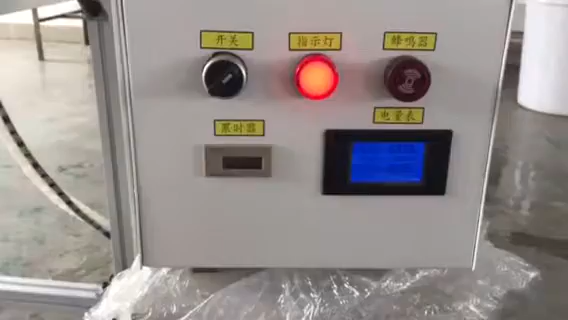 开关
指示灯
蜂鸣器
累时器
电量表